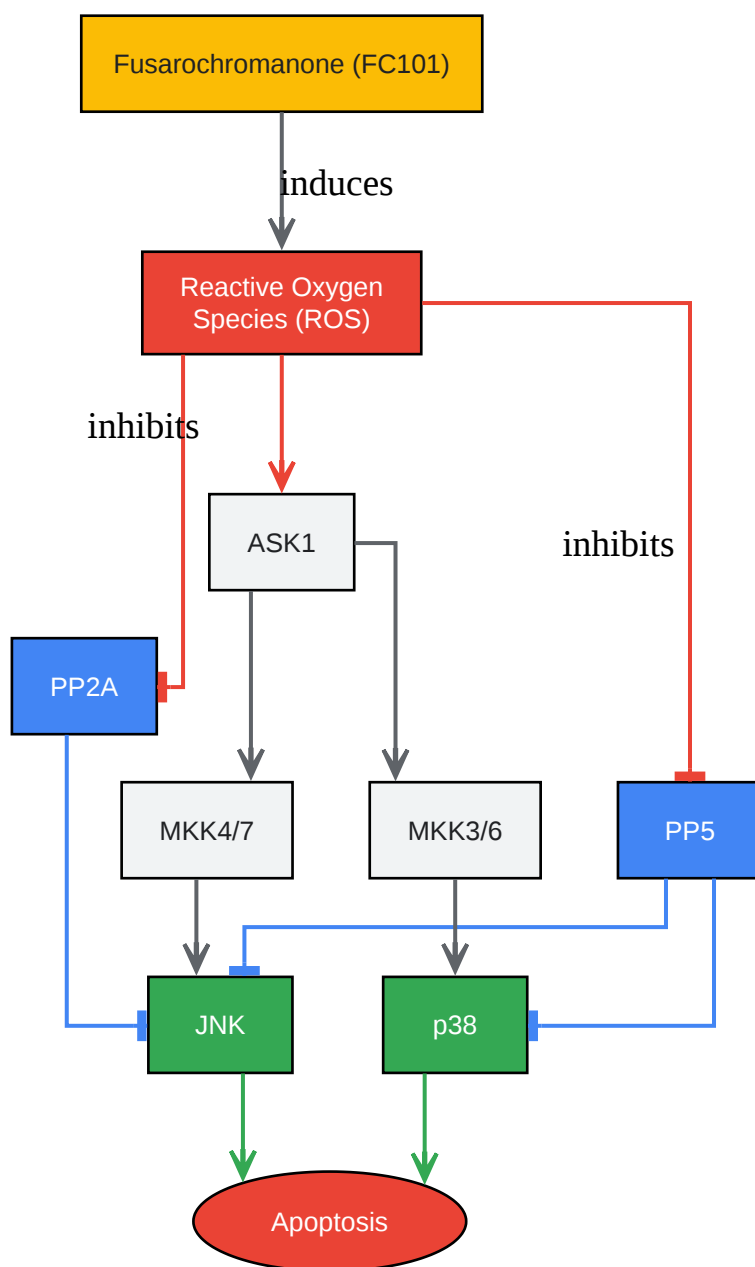 Fusarochromanone (FC101)
induces
Reactive Oxygen
Species (ROS)
inhibits
ASK1
inhibits
PP2A
MKK4/7
MKK3/6
PP5
JNK
p38
Apoptosis